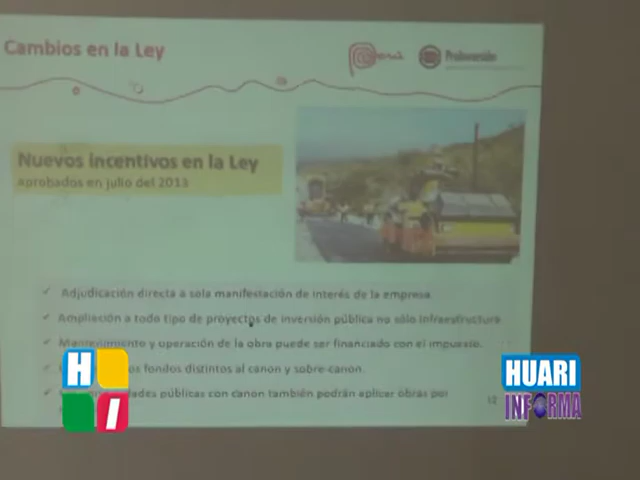 Cambios en la Ley
Perú
ProInversión
Nuevos incentivos en la Ley
aprobados en julio del 2013
✓ Adjudicación directa a sola manifestación de interés de la empresa
✓ Ampliación a todo tipo de proyectos de inversión pública no sólo infraestructura
✓ Mantenimiento y operación de la obra puede ser financiado con el impuesto.
fondos distintos al canon y sobre-canon.
públicas con canon también podrán aplicar obras por
12
H
I
HUARI
INFORMA